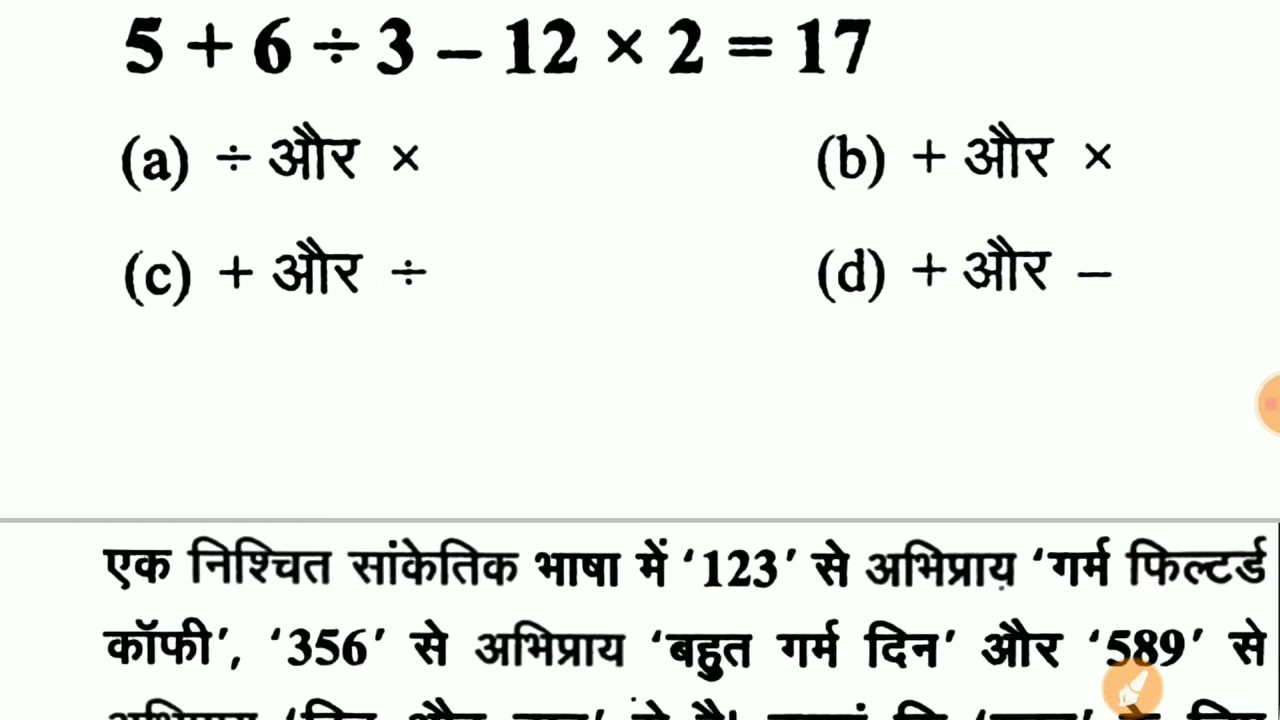 5 + 6 ÷ 3 – 12 × 2 = 17
(a) ÷ और × (b) + और ×
(c) + और ÷ (d) + और –
एक निश्चित सांकेतिक भाषा में ‘123’ से अभिप्राय ‘गर्म फिल्टर्ड
कॉफी’, ‘356’ से अभिप्राय ‘बहुत गर्म दिन’ और ‘589’ से